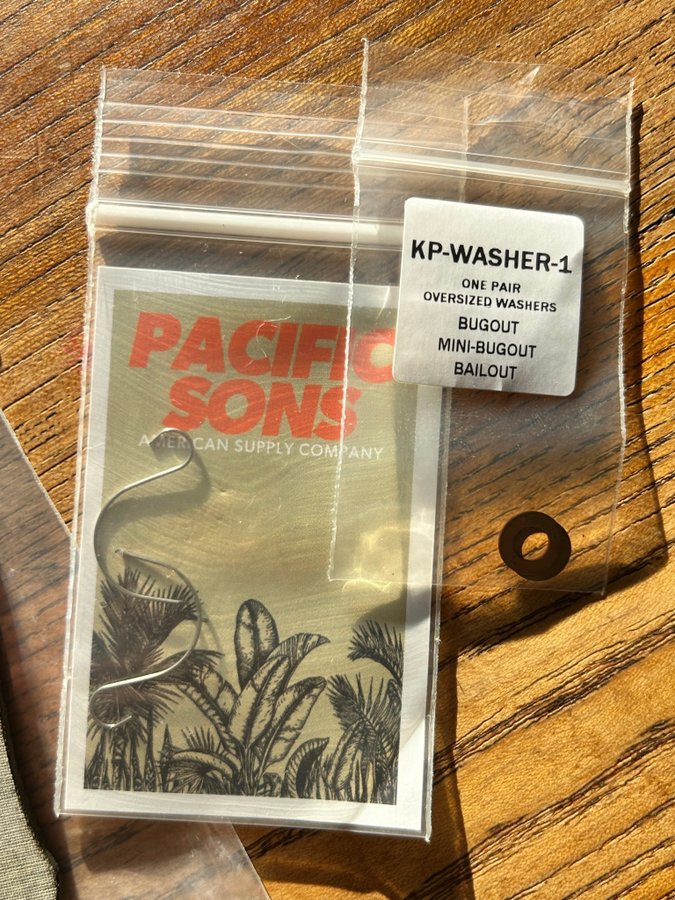 PACIFIC
SONS
AMERICAN SUPPLY COMPANY
KP-WASHER-1
ONE PAIR
OVERSIZED WASHERS
BUGOUT
MINI-BUGOUT
BAILOUT